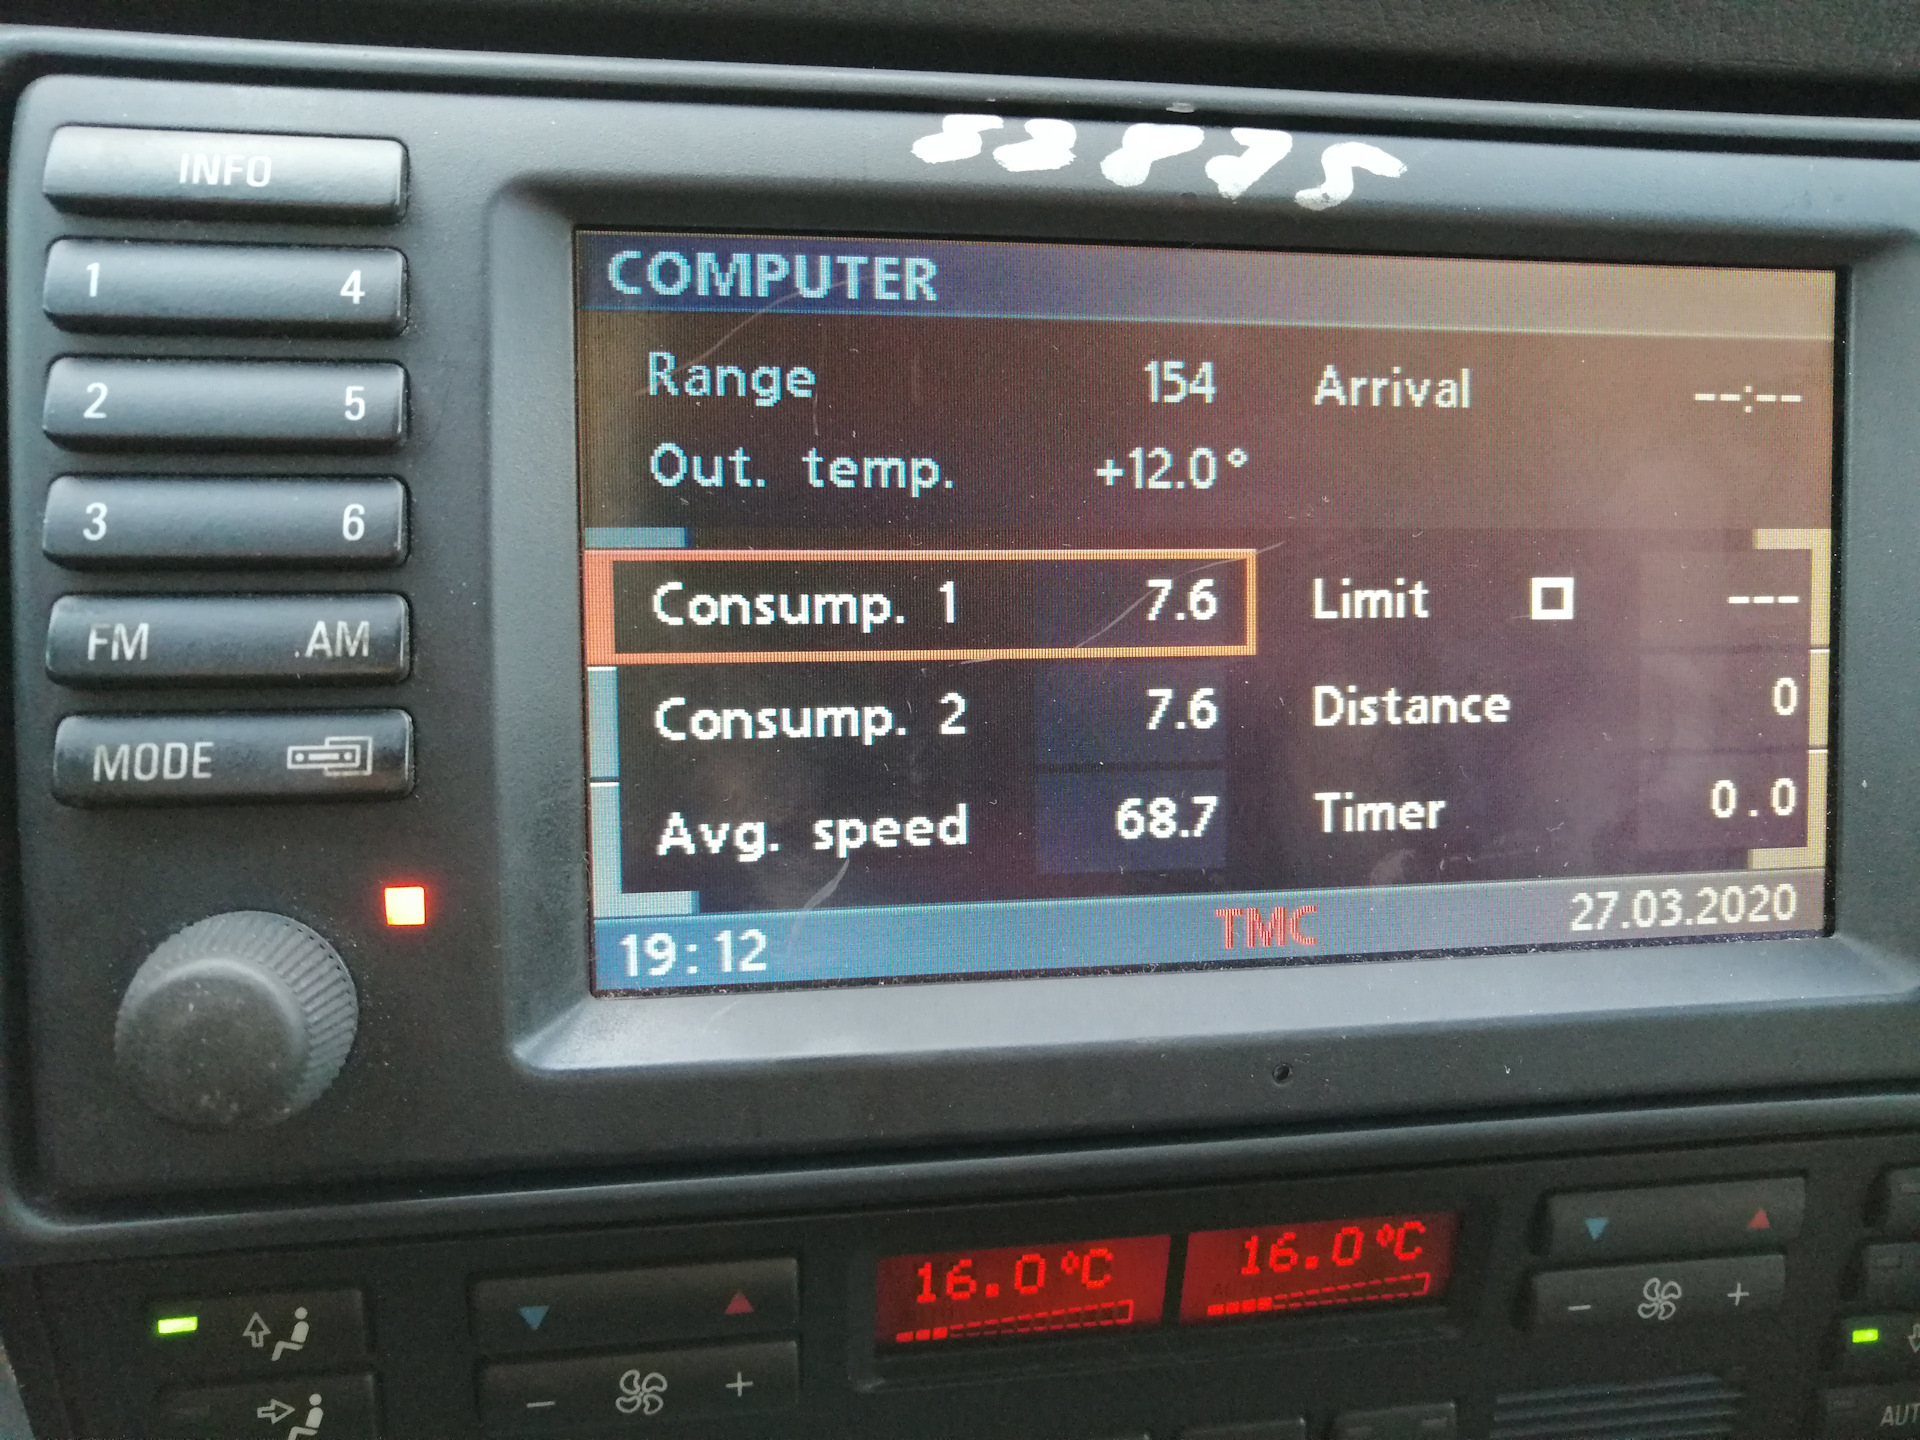 INFO
1 4
2 5
3 6
FM AM
MODE
COMPUTER
Range 154 Arrival --:--
Out. temp. +12.0°
Consump. 1 7.6 Limit ---
Consump. 2 7.6 Distance 0
Avg. speed 68.7 Timer 0.0
19:12 TMC 27.03.2020
16.0°C 16.0°C
- + - +